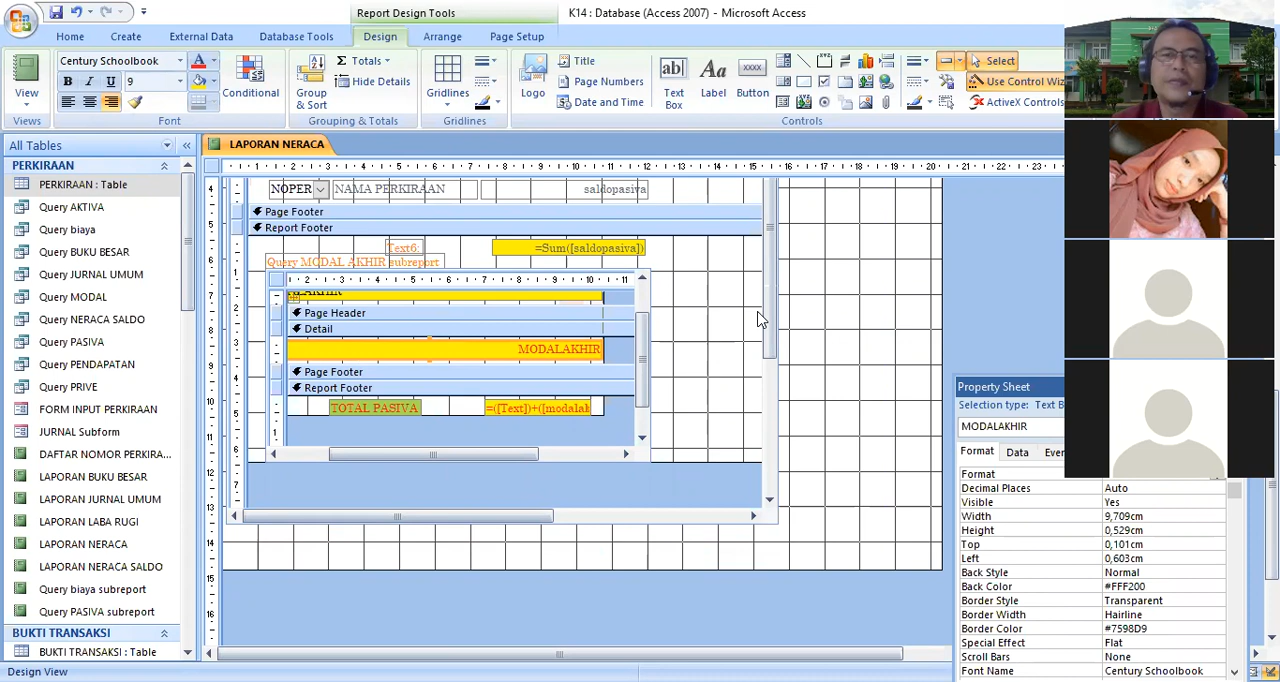 Report Design Tools
K14 : Database (Access 2007) - Microsoft Access
Home Create External Data Database Tools Design Arrange Page Setup
Century Schoolbook
B I U 9
View
Views
Font
Conditional
Group & Sort
Σ Totals
Hide Details
Grouping & Totals
Gridlines
Gridlines
Logo
Title
Page Numbers
Date and Time
Text Box
Label
Button
Controls
Select
Use Control Wiz
ActiveX Controls
All Tables
PERKIRAAN
PERKIRAAN : Table
Query AKTIVA
Query biaya
Query BUKU BESAR
Query JURNAL UMUM
Query MODAL
Query NERACA SALDO
Query PASIVA
Query PENDAPATAN
Query PRIVE
FORM INPUT PERKIRAAN
JURNAL Subform
DAFTAR NOMOR PERKIRA...
LAPORAN BUKU BESAR
LAPORAN JURNAL UMUM
LAPORAN LABA RUGI
LAPORAN NERACA
LAPORAN NERACA SALDO
Query biaya subreport
Query PASIVA subreport
BUKTI TRANSAKSI
BUKTI TRANSAKSI : Table
LAPORAN NERACA
NOPER NAMA PERKIRAAN saldopasiva
Page Footer
Report Footer
Text6: =Sum([saldopasiva])
Query MODAL AKHIR subreport
Page Header
Detail
MODALAKHIR
Page Footer
Report Footer
TOTAL PASIVA =([Text])+([modalak
Property Sheet
Selection type: Text B
MODALAKHIR
Format Data Even
Format
Decimal Places Auto
Visible Yes
Width 9,709cm
Height 0,529cm
Top 0,101cm
Left 0,603cm
Back Style Normal
Back Color #FFF200
Border Style Transparent
Border Width Hairline
Border Color #7598D9
Special Effect Flat
Scroll Bars None
Font Name Century Schoolbook
Design View